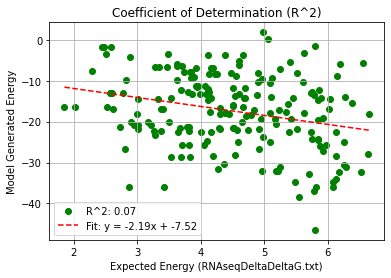 Coefficient of Determination (R^2)
Model Generated Energy
0
−10
−20
−30
−40
R^2: 0.07
Fit: y = -2.19x + -7.52
2 3 4 5 6
Expected Energy (RNAseqDeltaDeltaG.txt)